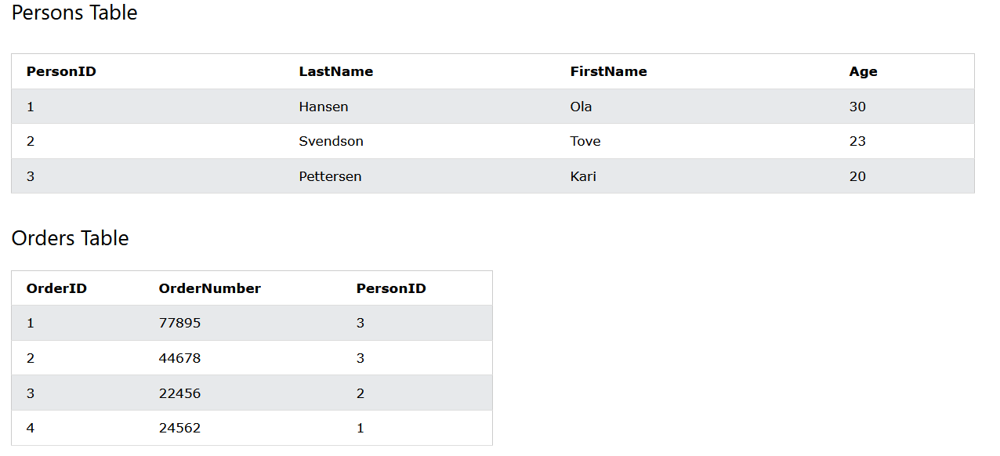 Persons Table
PersonID LastName FirstName Age
1 Hansen Ola 30
2 Svendson Tove 23
3 Pettersen Kari 20
Orders Table
OrderID OrderNumber PersonID
1 77895 3
2 44678 3
3 22456 2
4 24562 1